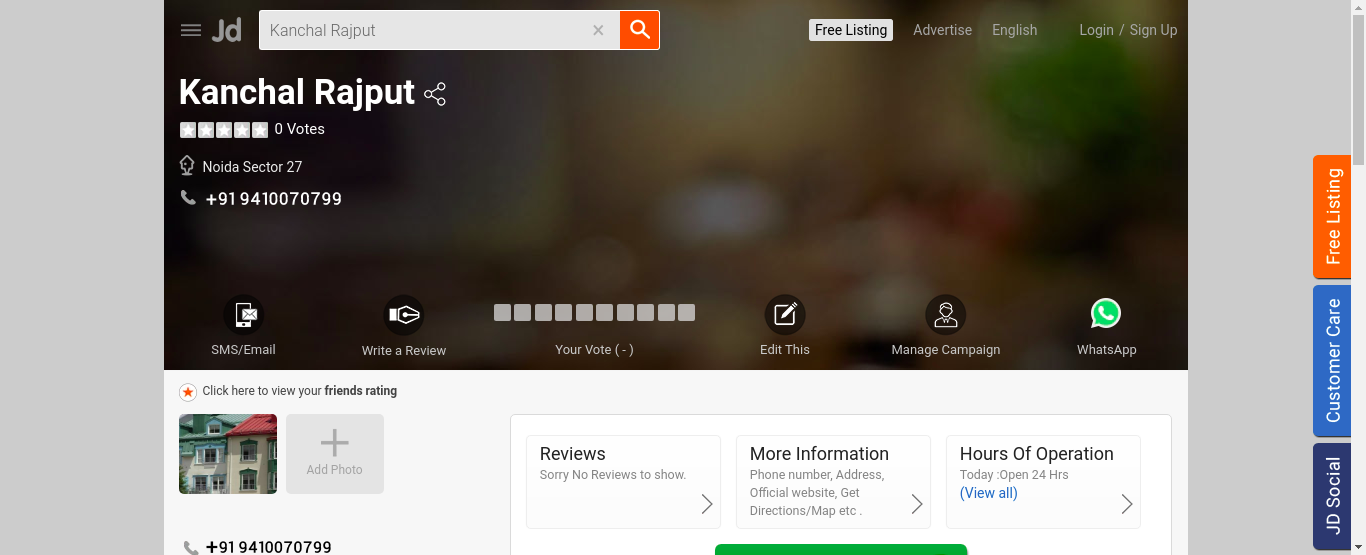 Jd
Kanchal Rajput
Free Listing
Advertise
English
Login / Sign Up
Kanchal Rajput
0 Votes
Noida Sector 27
+91 9410070799
SMS/Email
Write a Review
Your Vote ( - )
Edit This
Manage Campaign
WhatsApp
Click here to view your friends rating
Add Photo
Reviews
Sorry No Reviews to show.
More Information
Phone number, Address,
Official website, Get
Directions/Map etc .
Hours Of Operation
Today :Open 24 Hrs
(View all)
+91 9410070799
Free Listing
Customer Care
JD Social